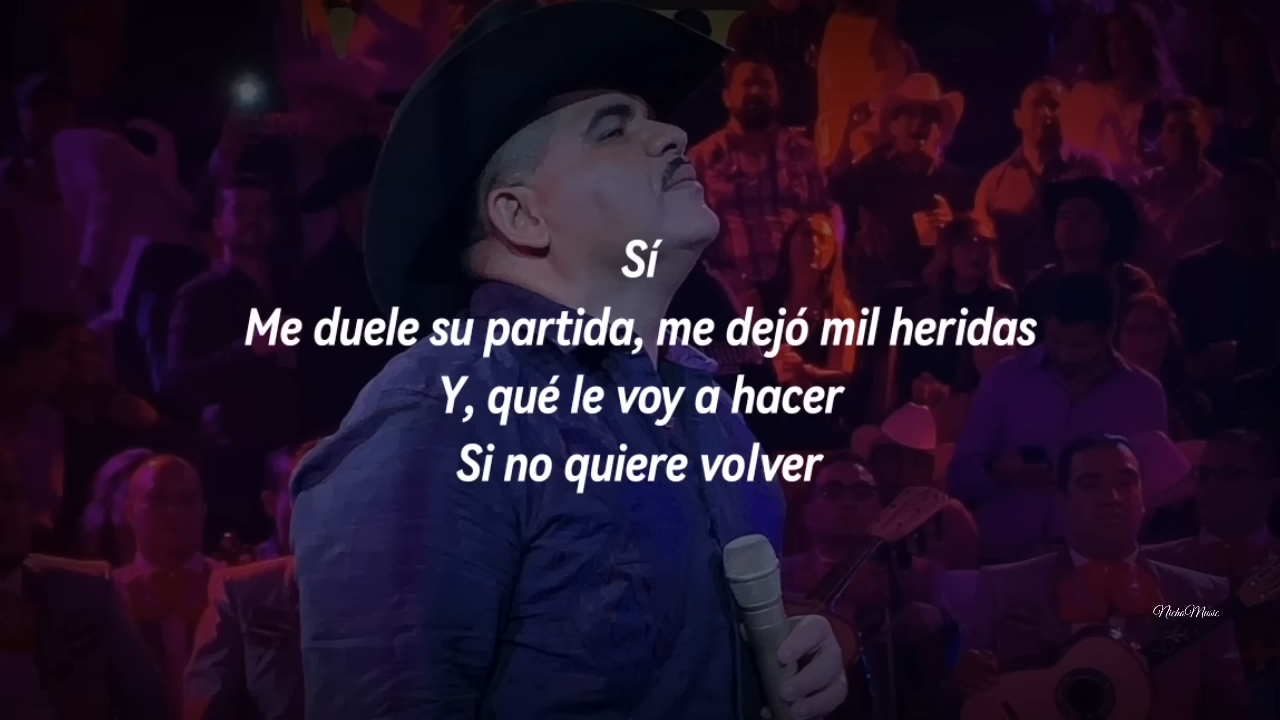 Sí
Me duele su partida, me dejó mil heridas
Y, qué le voy a hacer
Si no quiere volver
NichaMusic